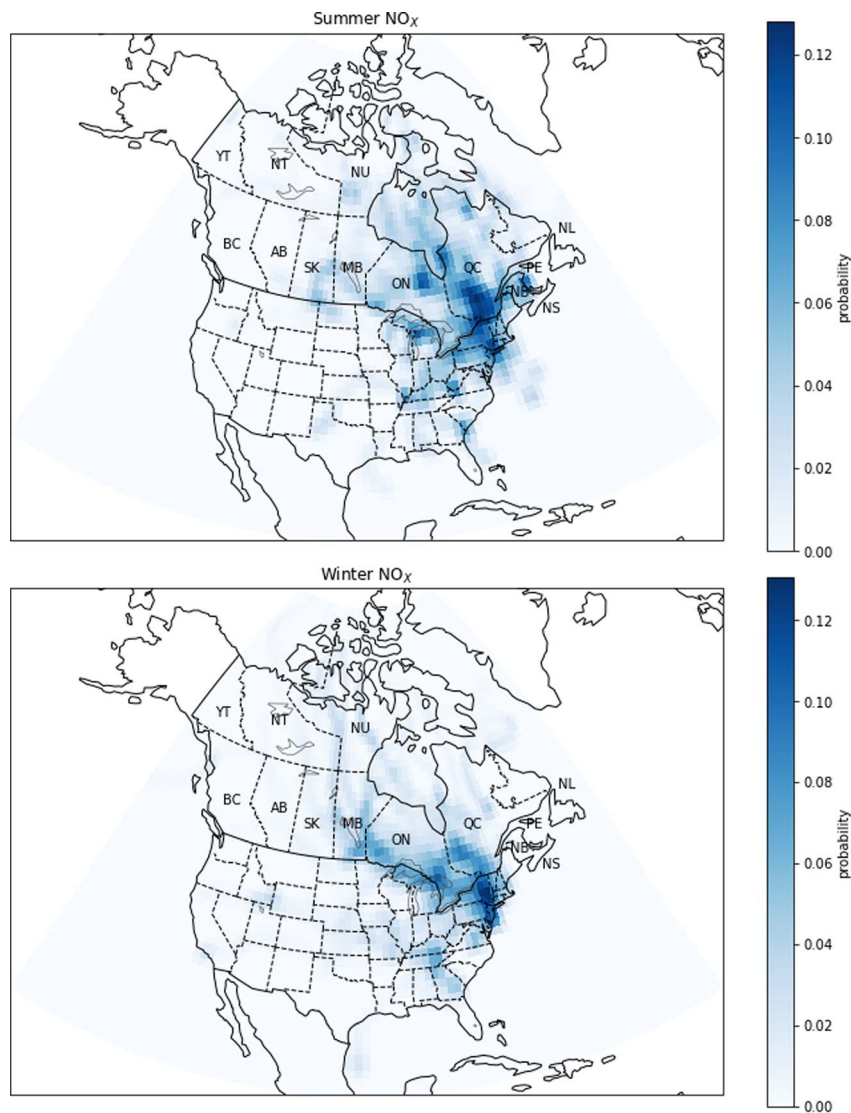 Summer NOX
YT
NT
NU
BC
AB
SK
MB
ON
QC
NL
PE
NB
NS
0.12
0.10
0.08
0.06
0.04
0.02
0.00
probability
Winter NOX
YT
NT
NU
BC
AB
SK
MB
ON
QC
NL
PE
NB
NS
0.12
0.10
0.08
0.06
0.04
0.02
0.00
probability